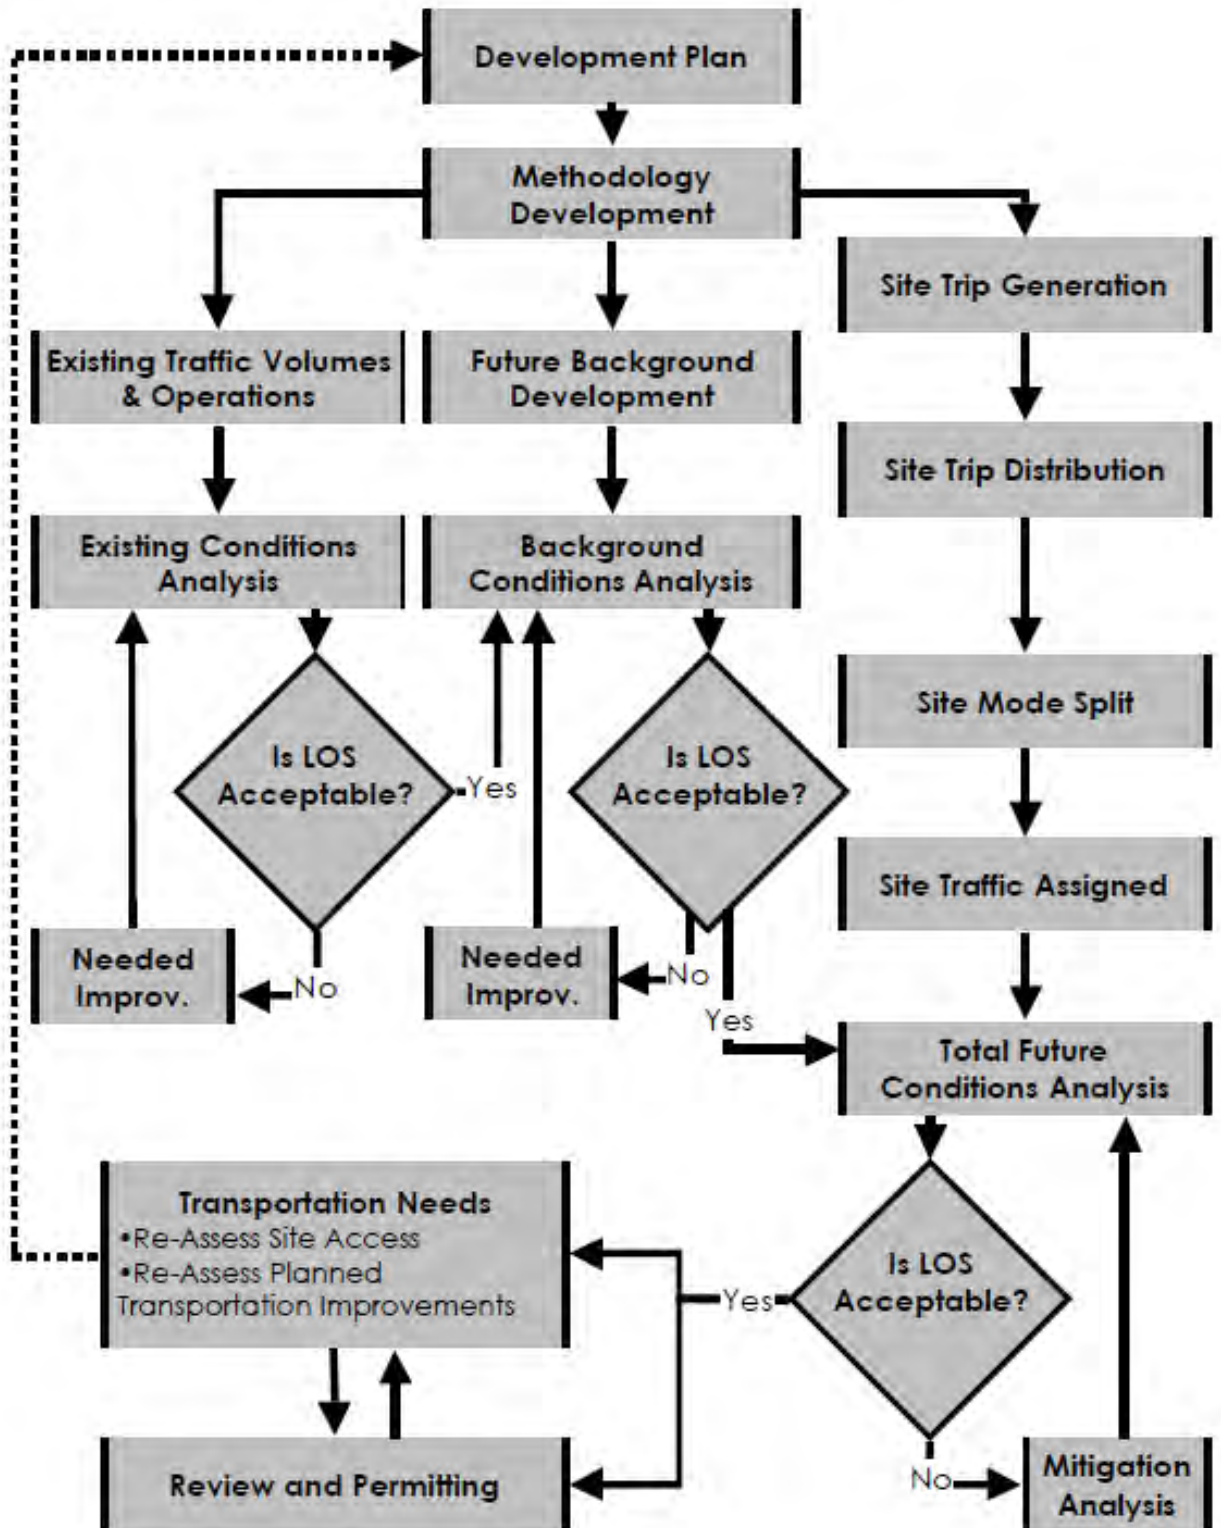 Development Plan
Methodology
Development
Site Trip Generation
Existing Traffic Volumes
& Operations
Future Background
Development
Site Trip Distribution
Existing Conditions
Analysis
Background
Conditions Analysis
Site Mode Split
Is LOS
Acceptable?
Yes
Is LOS
Acceptable?
Site Traffic Assigned
Needed
Improv.
No
Needed
Improv.
No
Yes
Total Future
Conditions Analysis
Transportation Needs
•Re-Assess Site Access
•Re-Assess Planned
Transportation Improvements
Yes
Is LOS
Acceptable?
Review and Permitting
No
Mitigation
Analysis